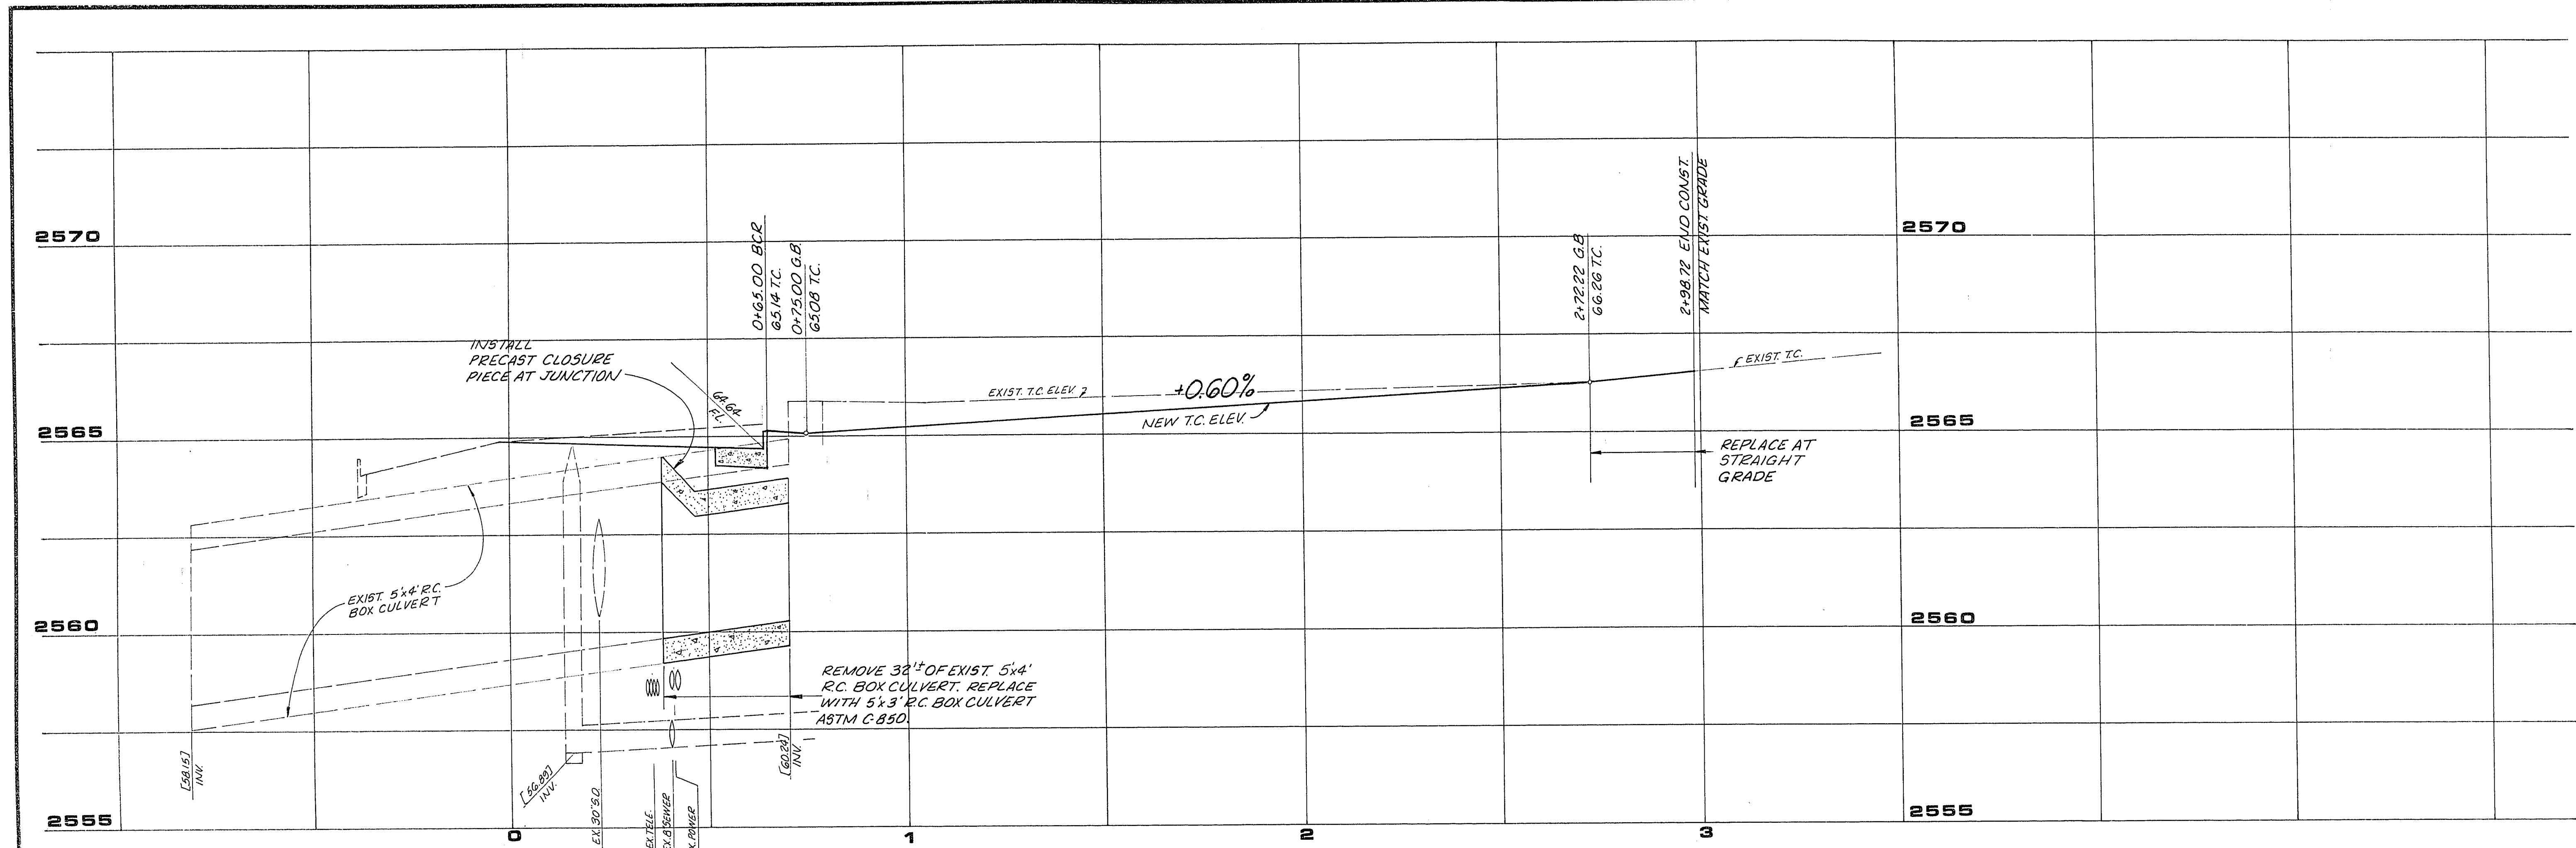 2570
2570
0+65.00 BCR
65.14 T.C.
0+75.00 G.B.
65.08 T.C.
2+72.22 G.B
66.26 T.C.
2+98.72 END CONST.
MATCH EXIST GRADE
INSTALL
PRECAST CLOSURE
PIECE AT JUNCTION
64.64
F.L.
EXIST. T.C. ELEV.
+0.60%
NEW T.C. ELEV.
EXIST. T.C.
2565
2565
REPLACE AT
STRAIGHT
GRADE
EXIST. 5'x4' R.C.
BOX CULVERT
2560
2560
REMOVE 32'± OF EXIST. 5'x4'
R.C. BOX CULVERT. REPLACE
WITH 5'x3' R.C. BOX CULVERT
ASTM C-850.
[58.15]
INV.
[56.89]
INV.
[60.24]
INV.
EX. 30" S.D.
EX. TELE.
EX. 8" SEWER
X. POWER
2555
2555
0
1
2
3